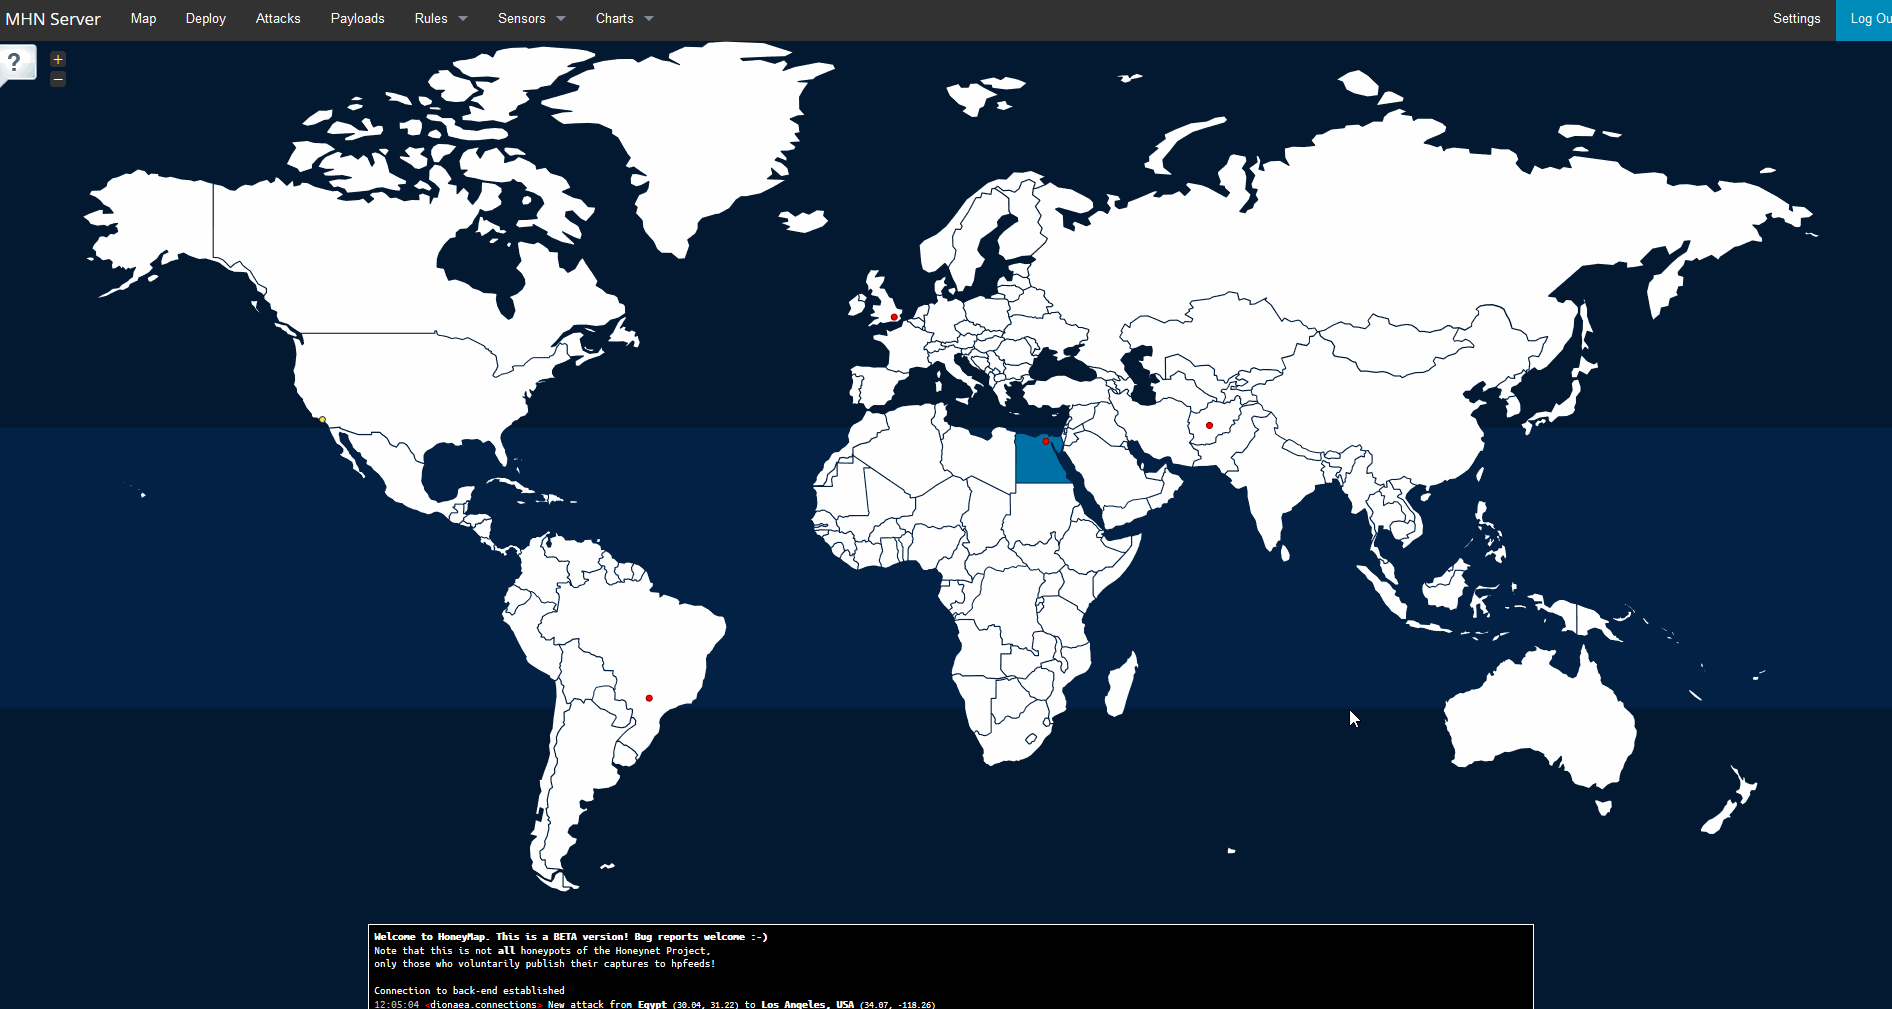 MHN Server Map Deploy Attacks Payloads Rules Sensors Charts Settings Log Ou
?
+
−
Welcome to HoneyMap. This is a BETA version! Bug reports welcome :-)
Note that this is not all honeypots of the Honeynet Project,
only those who voluntarily publish their captures to hpfeeds!
Connection to back-end established
12:05:04 <dionaea.connections> New attack from Egypt (30.04, 31.22) to Los Angeles, USA (34.07, -118.26)